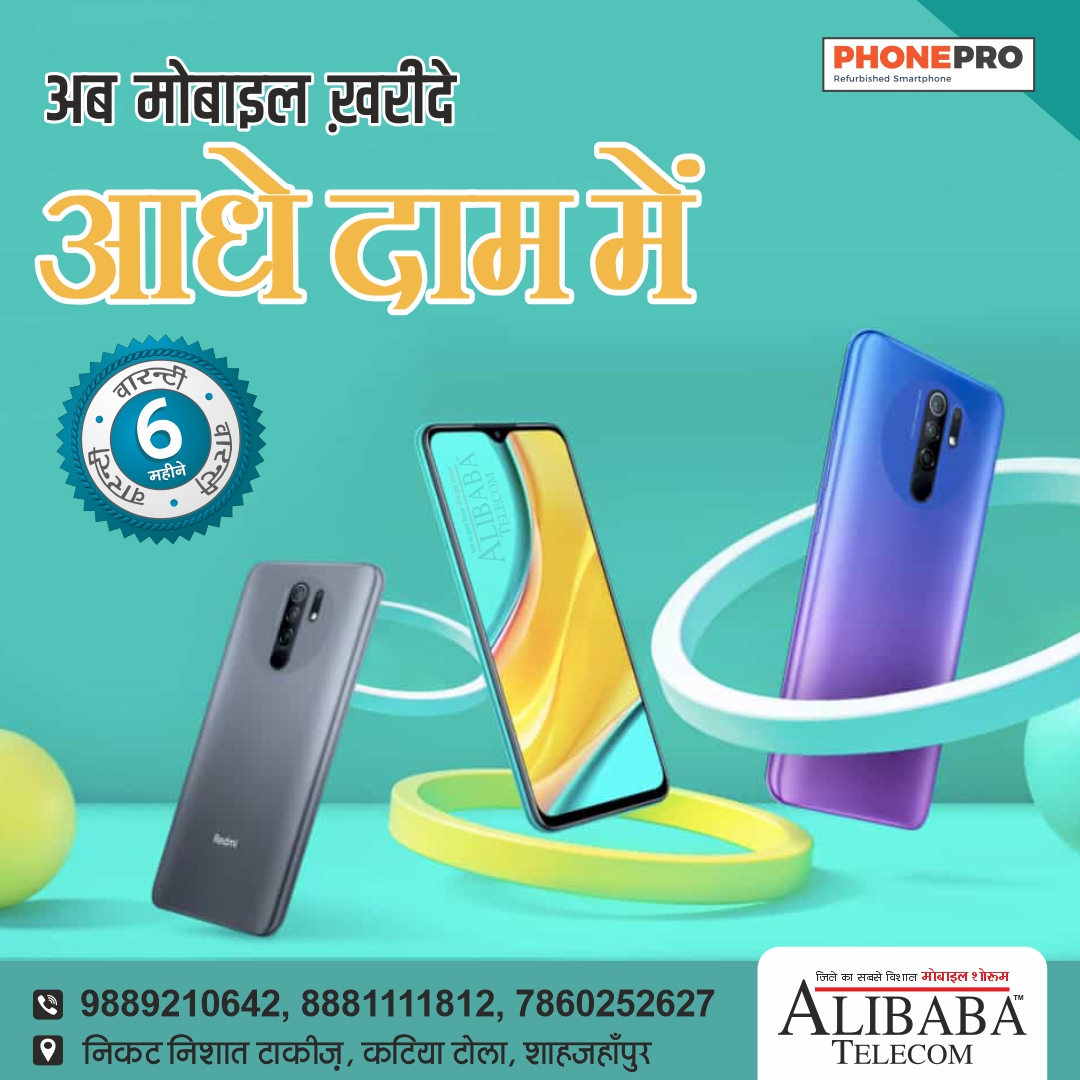 PHONEPRO
Refurbished Smartphone
अब मोबाइल ख़रीदे
आधे दाम में
वारन्टी
वारन्टी
वारन्टी
6
महीने
ALIBABA
TELECOM
Redmi
9889210642, 8881111812, 7860252627
निकट निशात टाकीज़, कटिया टोला, शाहजहाँपुर
जिले का सबसे विशाल मोबाइल शोरूम
ALIBABA™
TELECOM